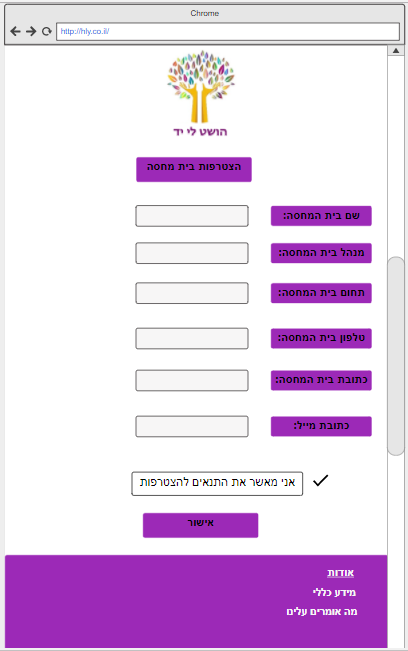 Chrome
http://hly.co.il/
הושט לי יד
הצטרפות בית מחסה
שם בית המחסה:
מנהל בית המחסה:
תחום בית המחסה:
טלפון בית המחסה:
כתובת בית המחסה:
כתובת מייל:
אני מאשר את התנאים להצטרפות
אישור
אודות
מידע כללי
מה אומרים עלינו